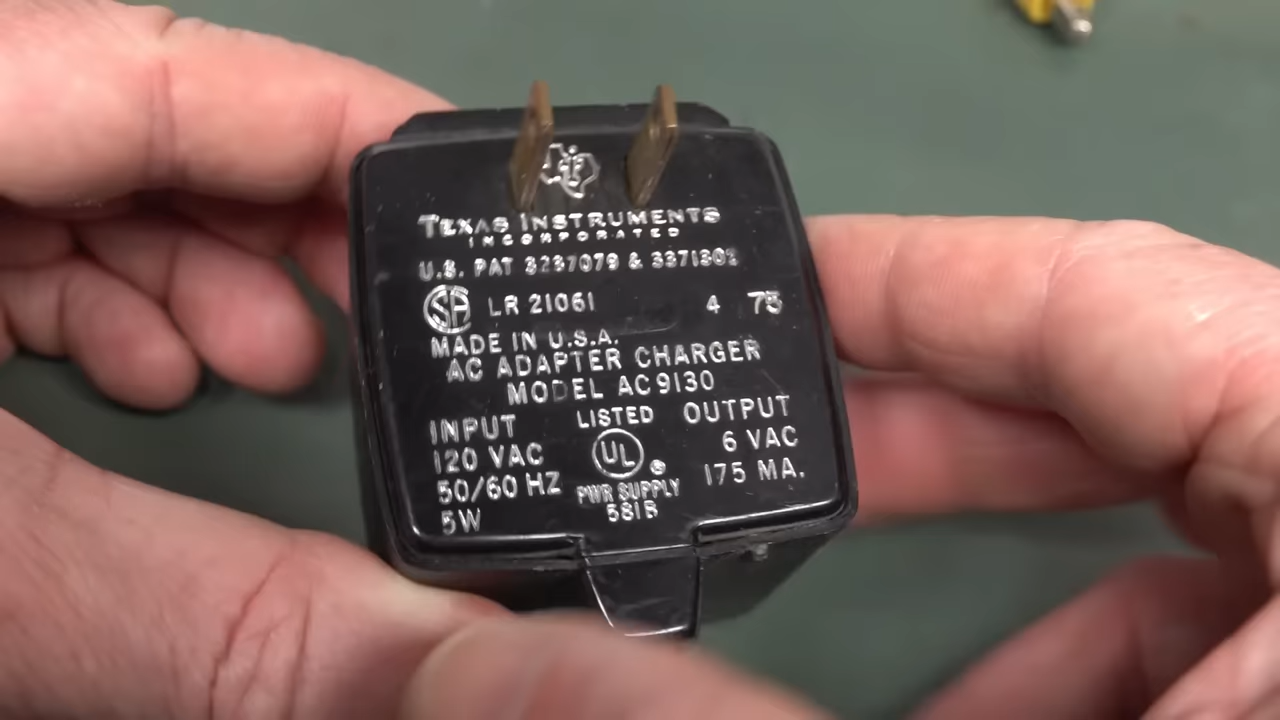 TEXAS INSTRUMENTS
INCORPORATED
U.S. PAT 3237079 & 3371302
SA LR 21061 4 75
MADE IN U.S.A.
AC ADAPTER CHARGER
MODEL AC9130
INPUT
120 VAC
50/60 HZ
5W
LISTED
UL ®
PWR SUPPLY
581B
OUTPUT
6 VAC
175 MA.